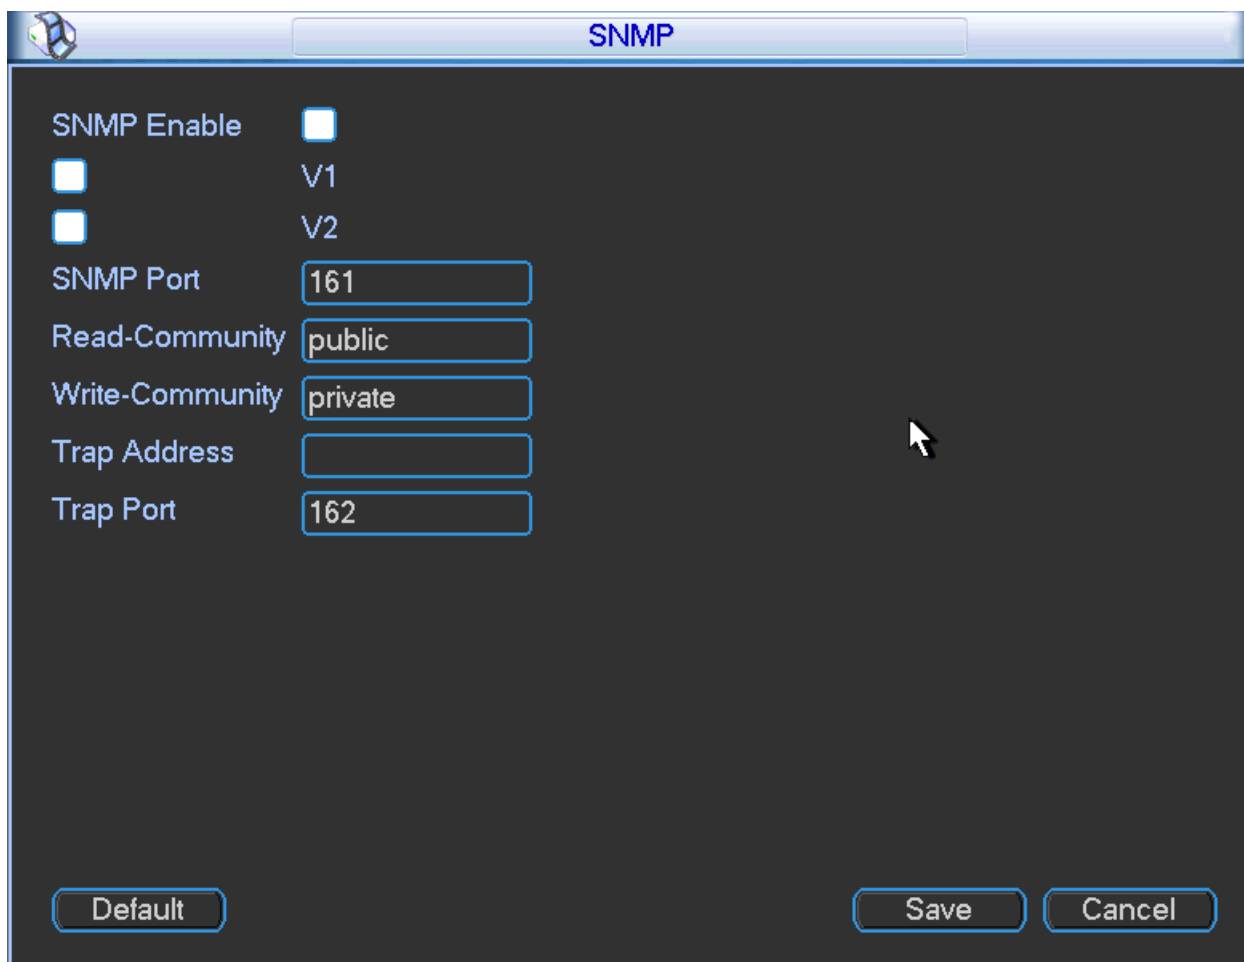 SNMP
SNMP Enable
V1
V2
SNMP Port 161
Read-Community public
Write-Community private
Trap Address
Trap Port 162
Default Save Cancel